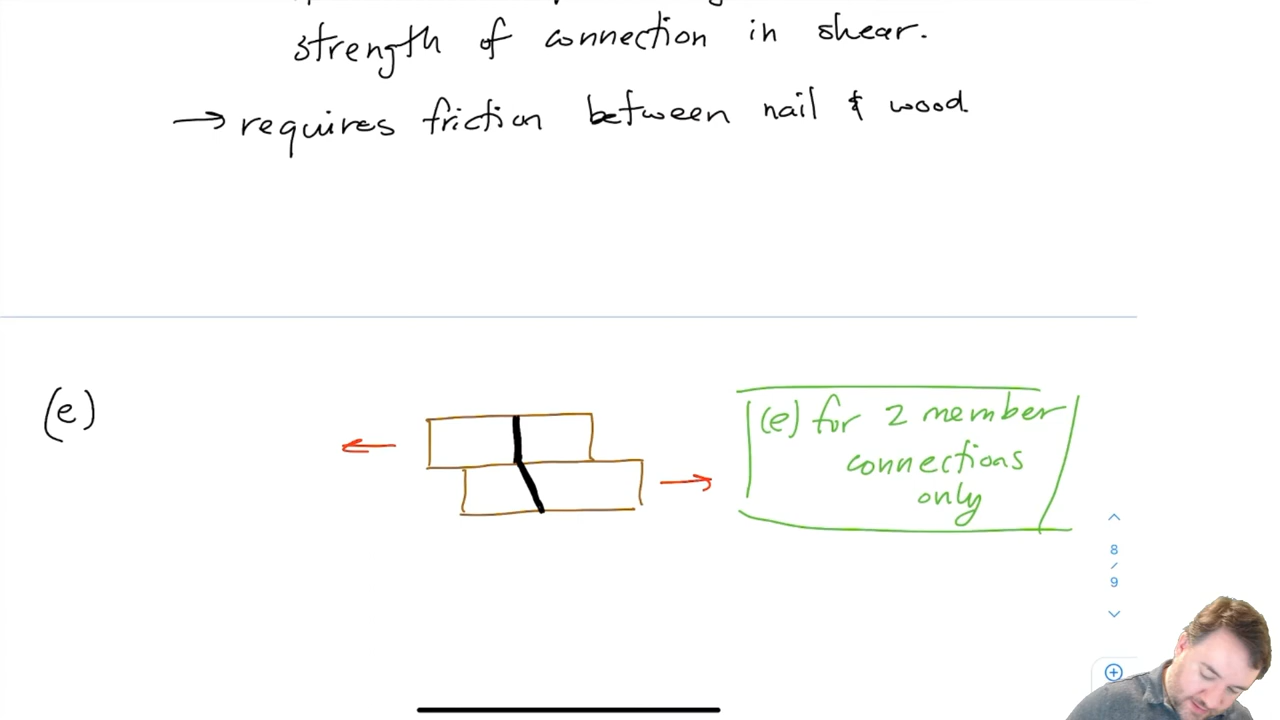 strength of connection in shear.
→ requires friction between nail & wood
(e)
(e) for 2 member
connections
only
8
/
9